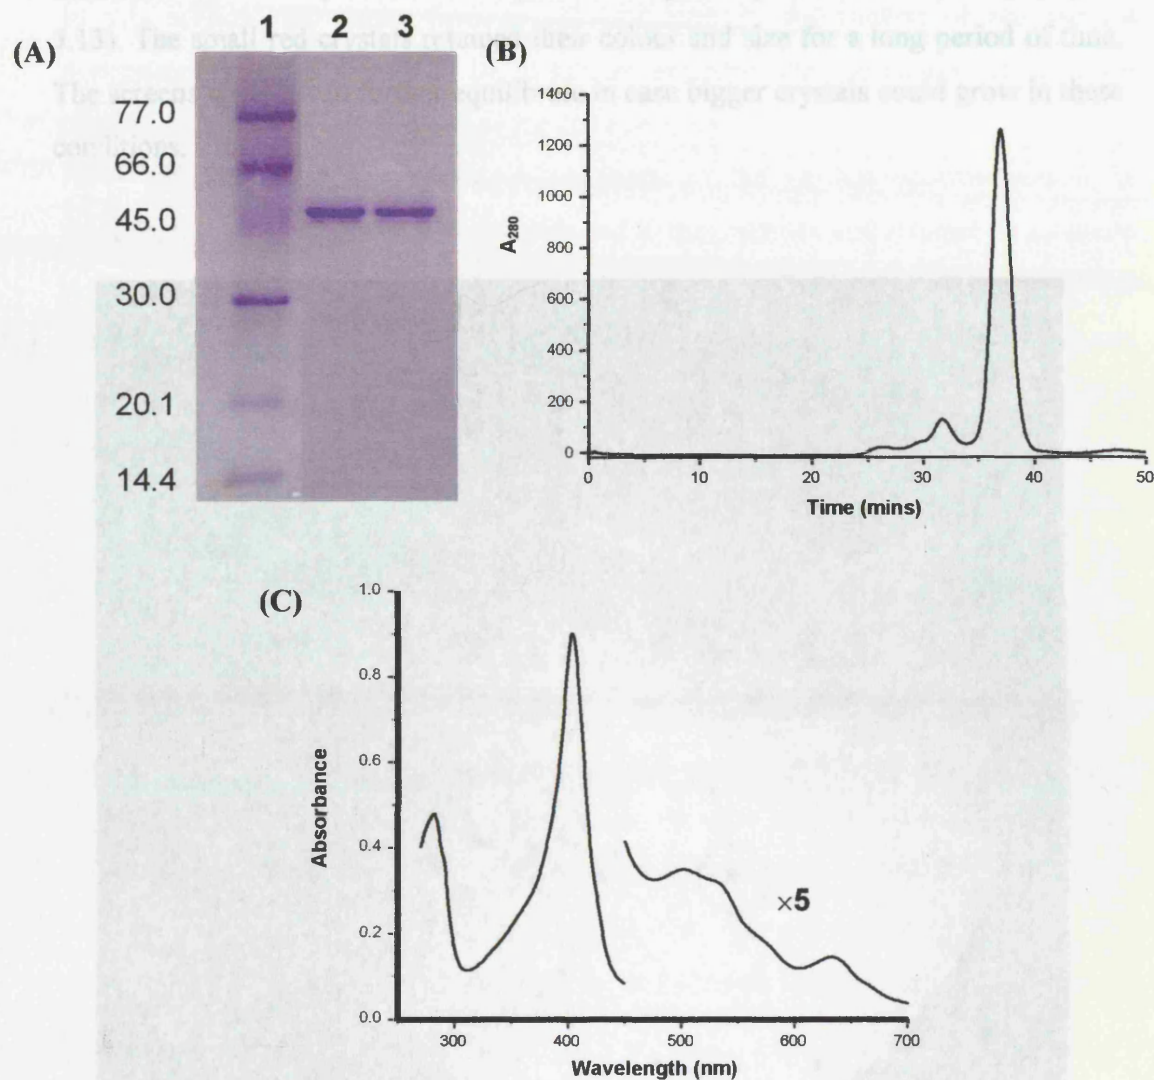 3.13). The small red crystals retained their colour and size for a long period of time.
The screens equilibrate in case bigger crystals could grow in these
conditions.
(A)
1 2 3
77.0
66.0
45.0
30.0
20.1
14.4
(B)
1400
1200
1000
800
600
400
200
0
A280
0 10 20 30 40 50
Time (mins)
(C)
1.0
0.8
0.6
0.4
0.2
0.0
Absorbance
×5
300 400 500 600 700
Wavelength (nm)